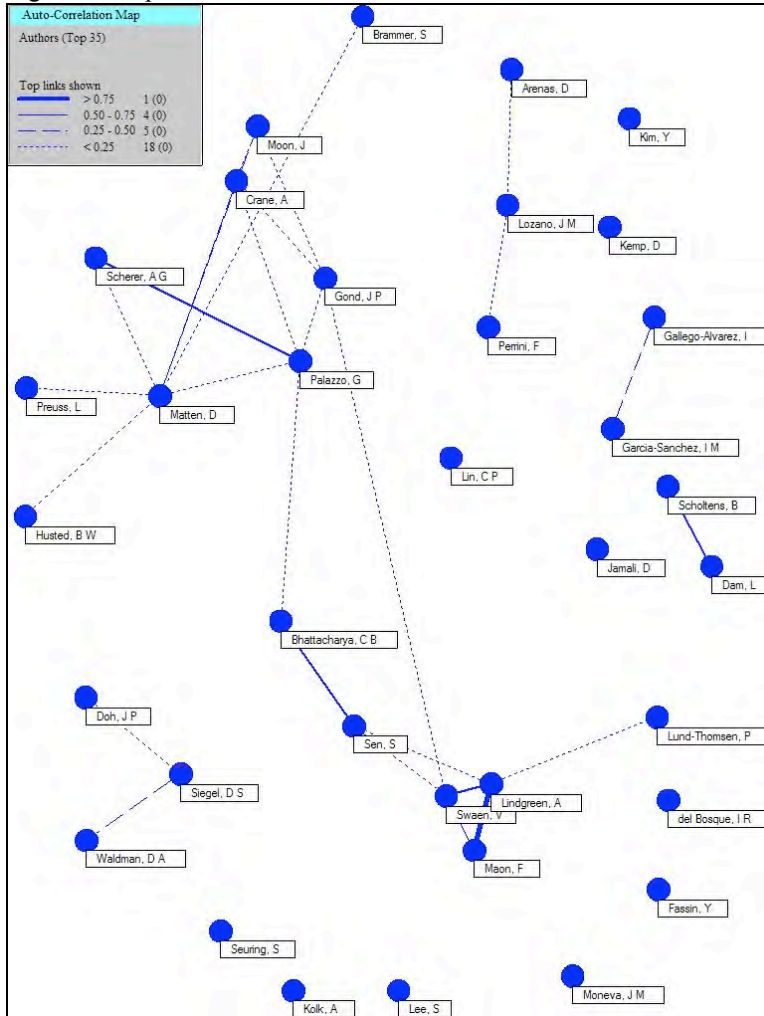 Auto-Correlation Map
Authors (Top 35)
Top links shown
> 0.75 1 (0)
0.50 - 0.75 4 (0)
0.25 - 0.50 5 (0)
< 0.25 18 (0)
Brammer, S
Arenas, D
Kim, Y
Moon, J
Crane, A
Lozano, J M
Kemp, D
Scherer, A G
Gond, J P
Perrini, F
Gallego-Alvarez, I
Palazzo, G
Preuss, L
Matten, D
Garcia-Sanchez, I M
Lin, C P
Scholtens, B
Husted, B W
Jamali, D
Dam, L
Bhattacharya, C B
Doh, J P
Sen, S
Lund-Thomsen, P
Siegel, D S
Lindgreen, A
Swaen, V
del Bosque, I R
Waldman, D A
Maon, F
Fassin, Y
Seuring, S
Moneva, J M
Kolk, A
Lee, S